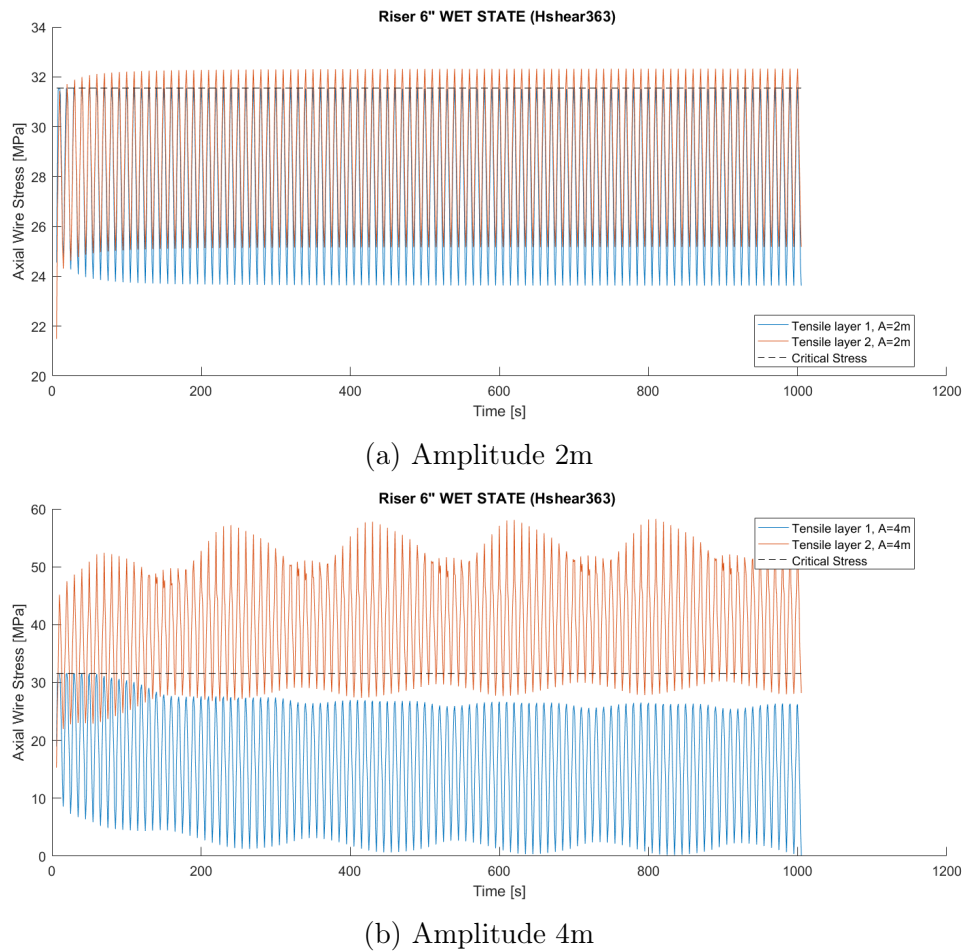 Riser 6" WET STATE (Hshear363)
34
32
30
28
26
24
22
20
Axial Wire Stress [MPa]
Tensile layer 1, A=2m
Tensile layer 2, A=2m
Critical Stress
0 200 400 600 800 1000 1200
Time [s]
(a) Amplitude 2m
Riser 6" WET STATE (Hshear363)
60
50
40
30
20
10
0
Axial Wire Stress [MPa]
Tensile layer 1, A=4m
Tensile layer 2, A=4m
Critical Stress
0 200 400 600 800 1000 1200
Time [s]
(b) Amplitude 4m